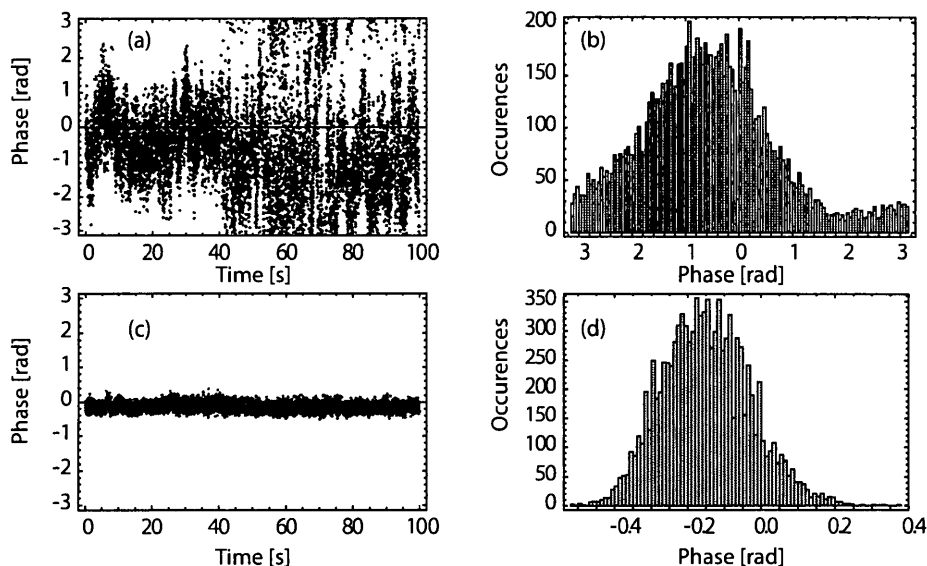 (a)
Phase [rad]
3
2
1
0
-1
-2
-3
0 20 40 60 80 100
Time [s]
(b)
Occurences
200
150
100
50
0
3 2 1 0 1 2 3
Phase [rad]
(c)
Phase [rad]
3
2
1
0
-1
-2
-3
0 20 40 60 80 100
Time [s]
(d)
Occurences
350
300
250
200
150
100
50
0
-0.4 -0.2 0.0 0.2 0.4
Phase [rad]